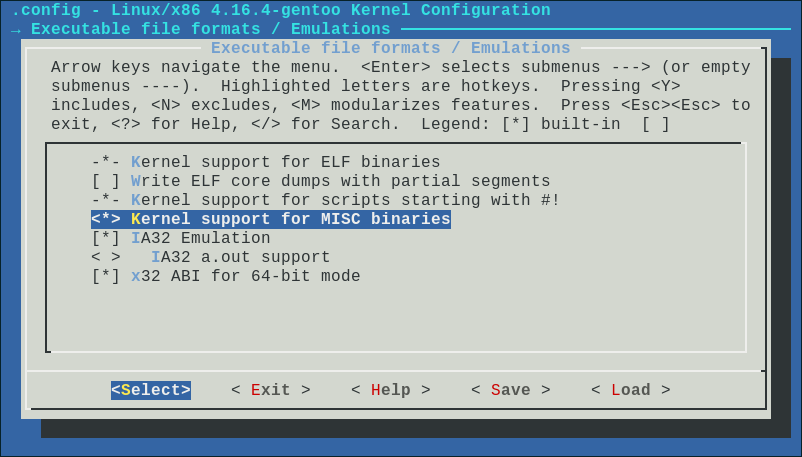 .config - Linux/x86 4.16.4-gentoo Kernel Configuration
→ Executable file formats / Emulations
Executable file formats / Emulations
Arrow keys navigate the menu.  <Enter> selects submenus ---> (or empty
submenus ----).  Highlighted letters are hotkeys.  Pressing <Y>
includes, <N> excludes, <M> modularizes features.  Press <Esc><Esc> to
exit, <?> for Help, </> for Search.  Legend: [*] built-in  [ ]
-*- Kernel support for ELF binaries
[ ] Write ELF core dumps with partial segments
-*- Kernel support for scripts starting with #!
<*> Kernel support for MISC binaries
[*] IA32 Emulation
< >   IA32 a.out support
[*] x32 ABI for 64-bit mode
<Select>    < Exit >    < Help >    < Save >    < Load >